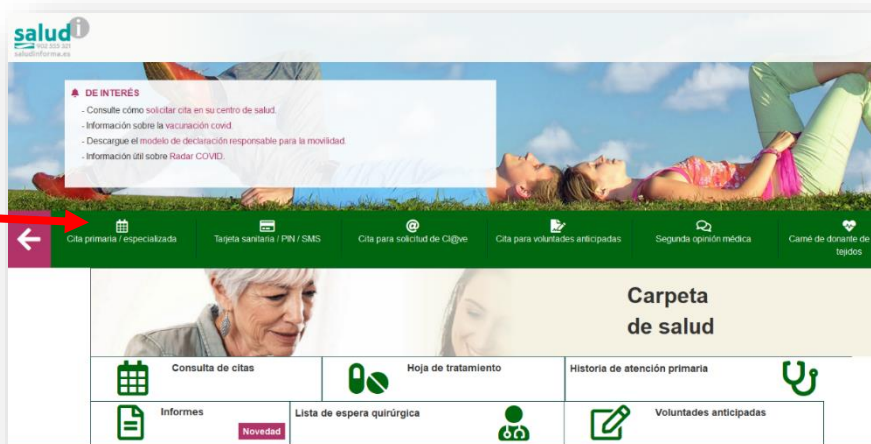 salud i
902 555 321
saludinforma.es
DE INTERÉS
- Consulte cómo solicitar cita en su centro de salud.
- Información sobre la vacunación covid.
- Descargue el modelo de declaración responsable para la movilidad.
- Información útil sobre Radar COVID.
Cita primaria / especializada
Tarjeta sanitaria / PIN / SMS
@
Cita para solicitud de Cl@ve
Cita para voluntades anticipadas
Segunda opinión médica
Carné de donante de
tejidos
Carpeta
de salud
Consulta de citas
Hoja de tratamiento
Historia de atención primaria
Informes
Novedad
Lista de espera quirúrgica
Voluntades anticipadas